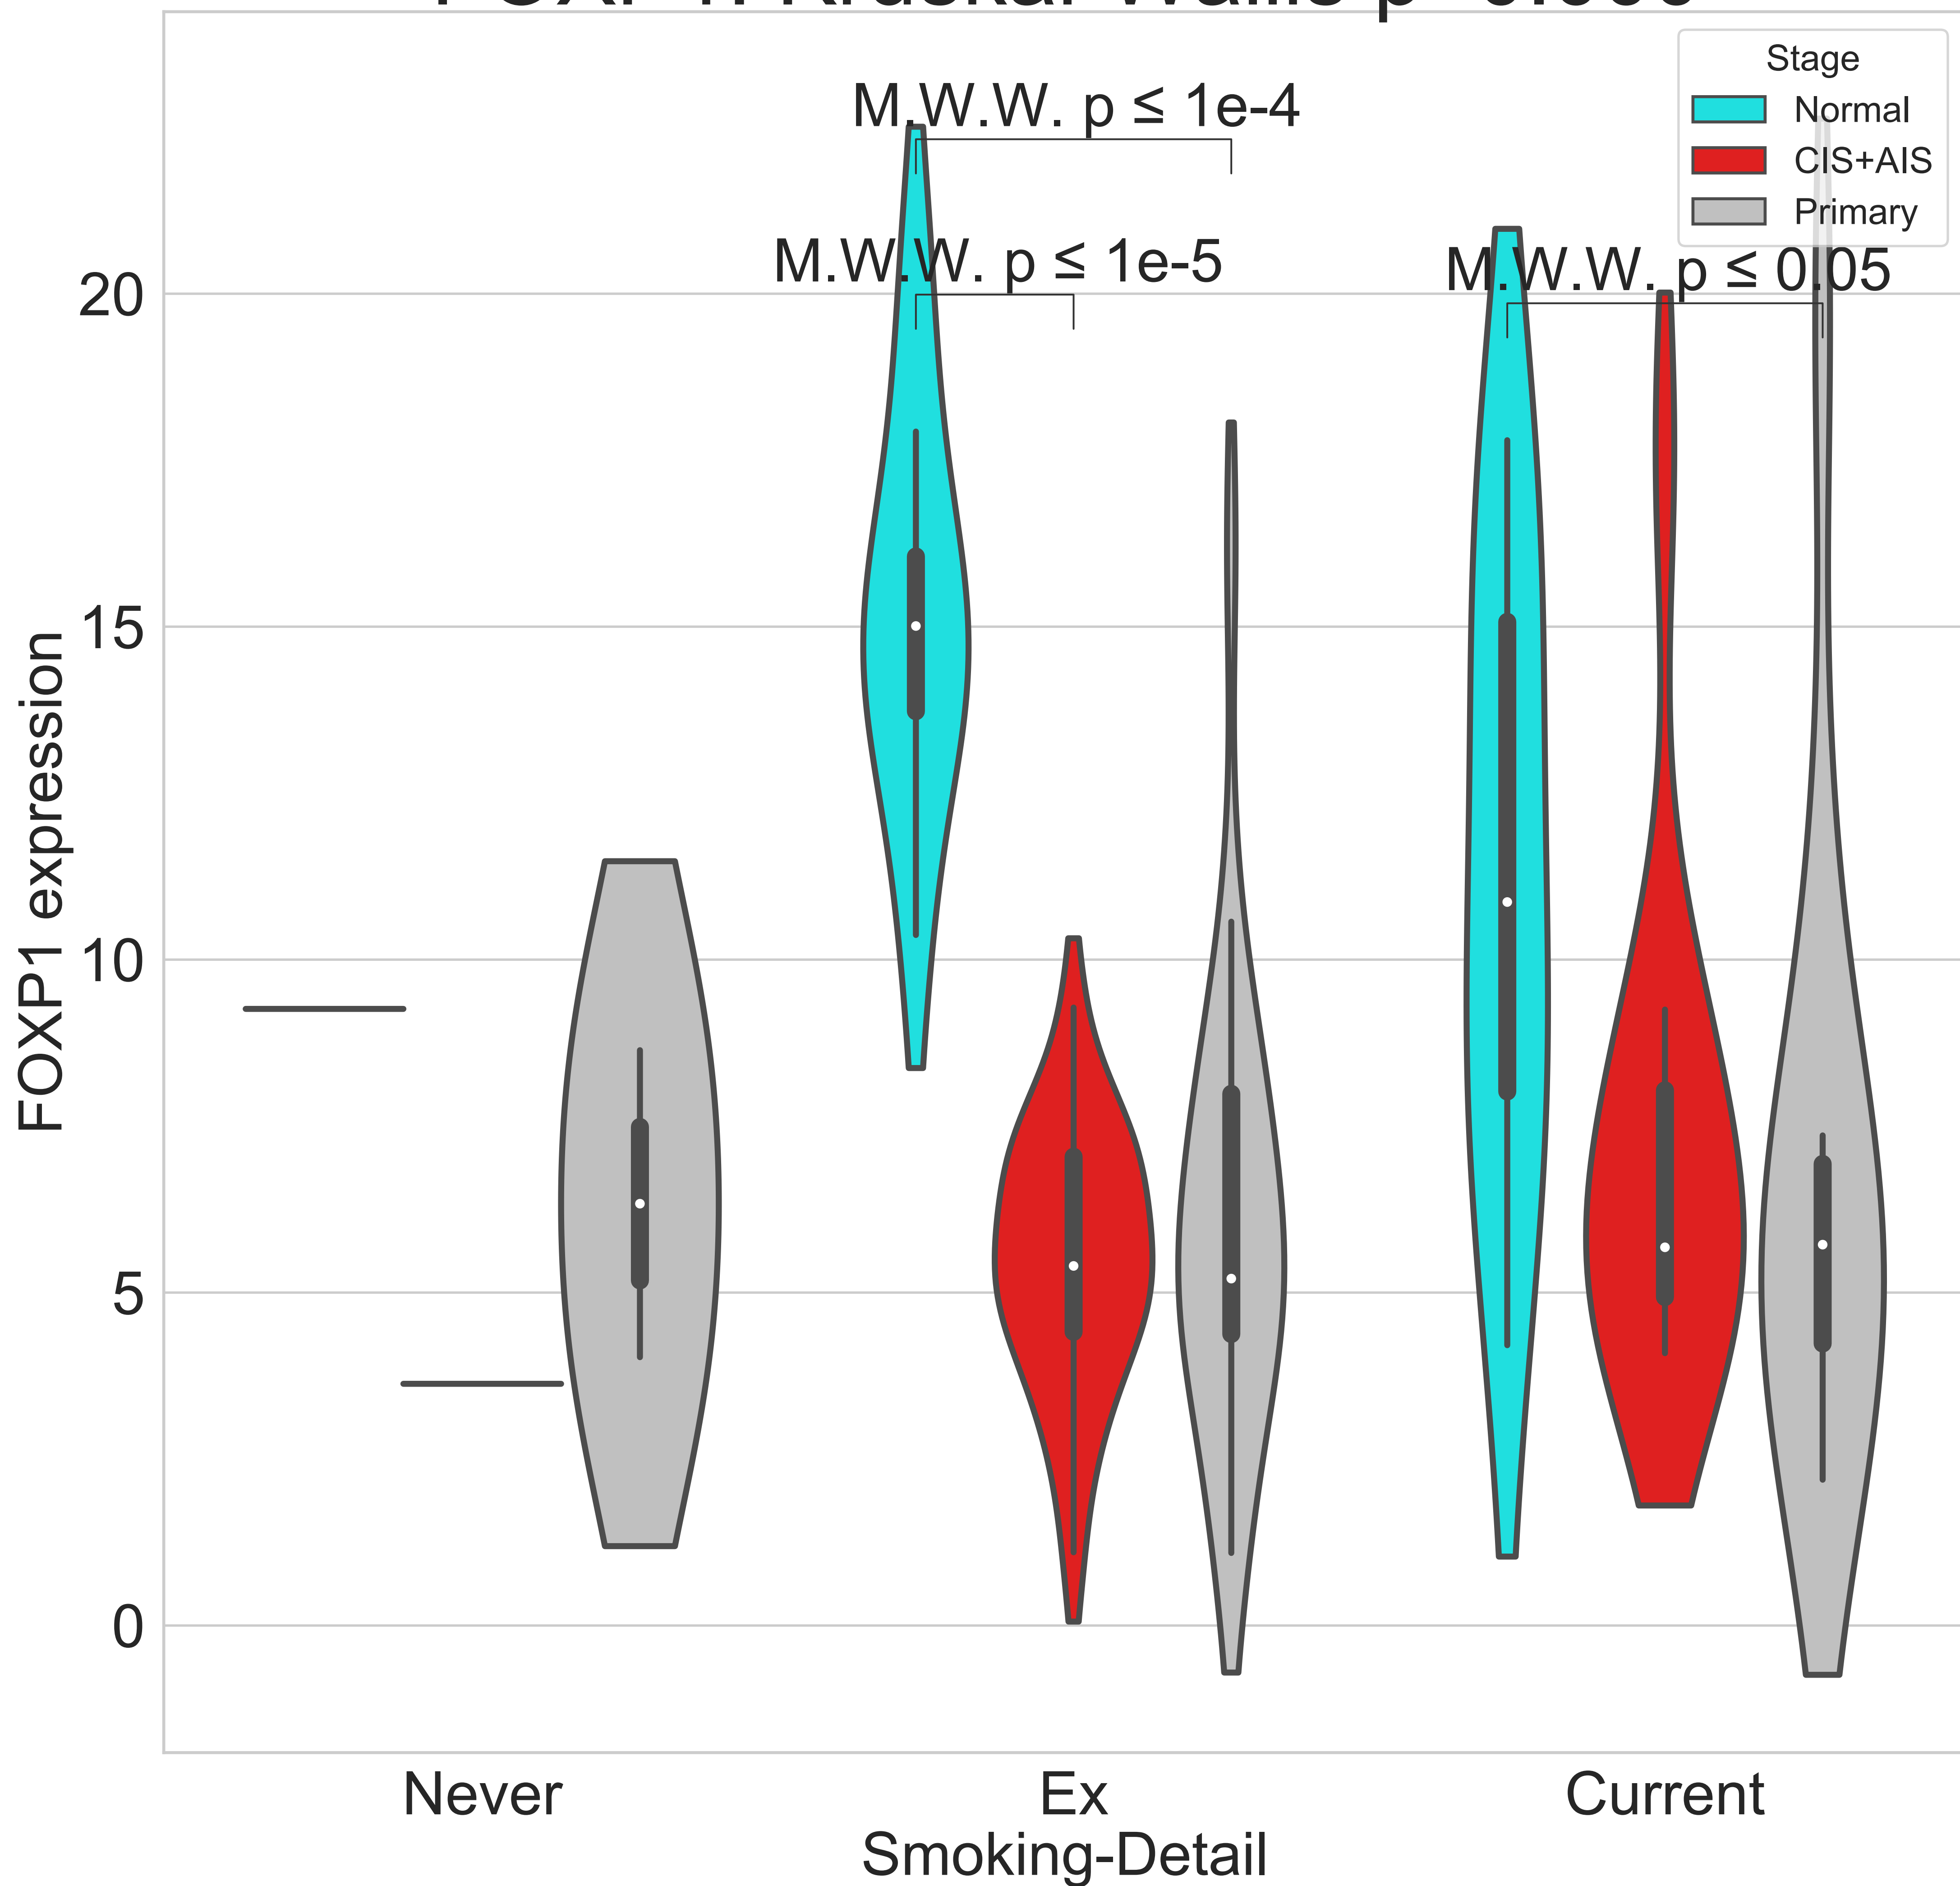 Stage
Normal
CIS+AIS
Primary
M.W.W. p ≤ 1e-4
M.W.W. p ≤ 1e-5
M.W.W. p ≤ 0.05
FOXP1 expression
20
15
10
5
0
Never
Ex
Current
Smoking-Detail